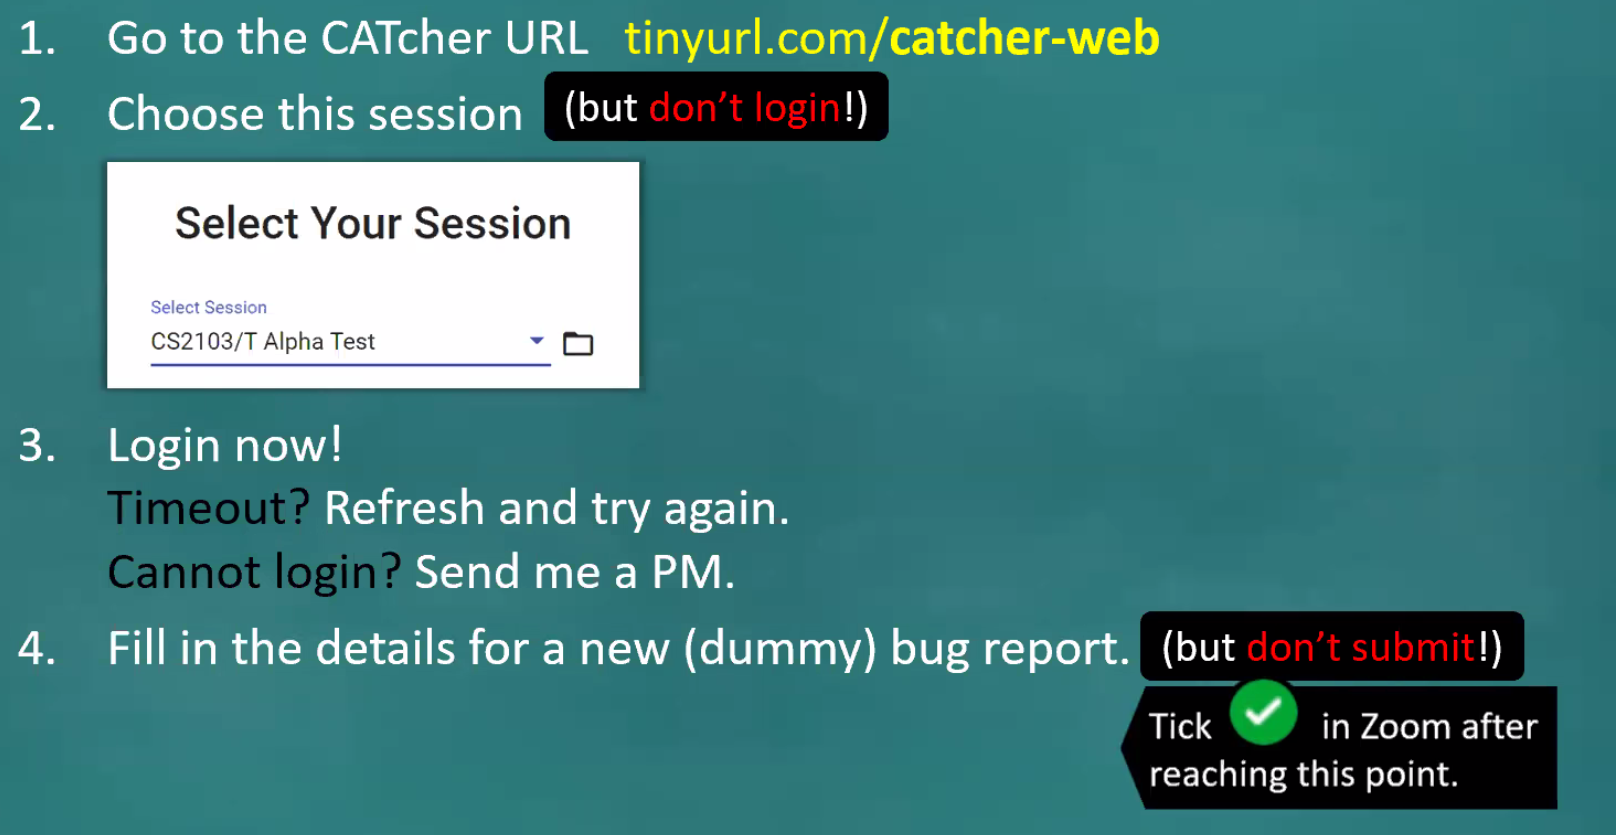 1. Go to the CATcher URL tinyurl.com/catcher-web
2. Choose this session (but don't login!)
Select Your Session
Select Session
CS2103/T Alpha Test
3. Login now!
Timeout? Refresh and try again.
Cannot login? Send me a PM.
4. Fill in the details for a new (dummy) bug report. (but don't submit!)
Tick in Zoom after
reaching this point.